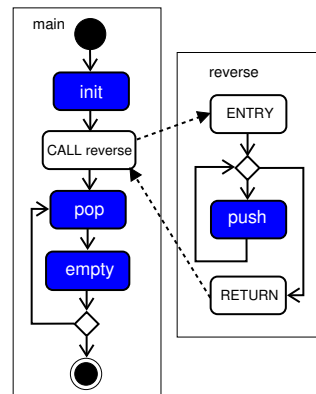 main
init
CALL reverse
pop
empty
reverse
ENTRY
push
RETURN